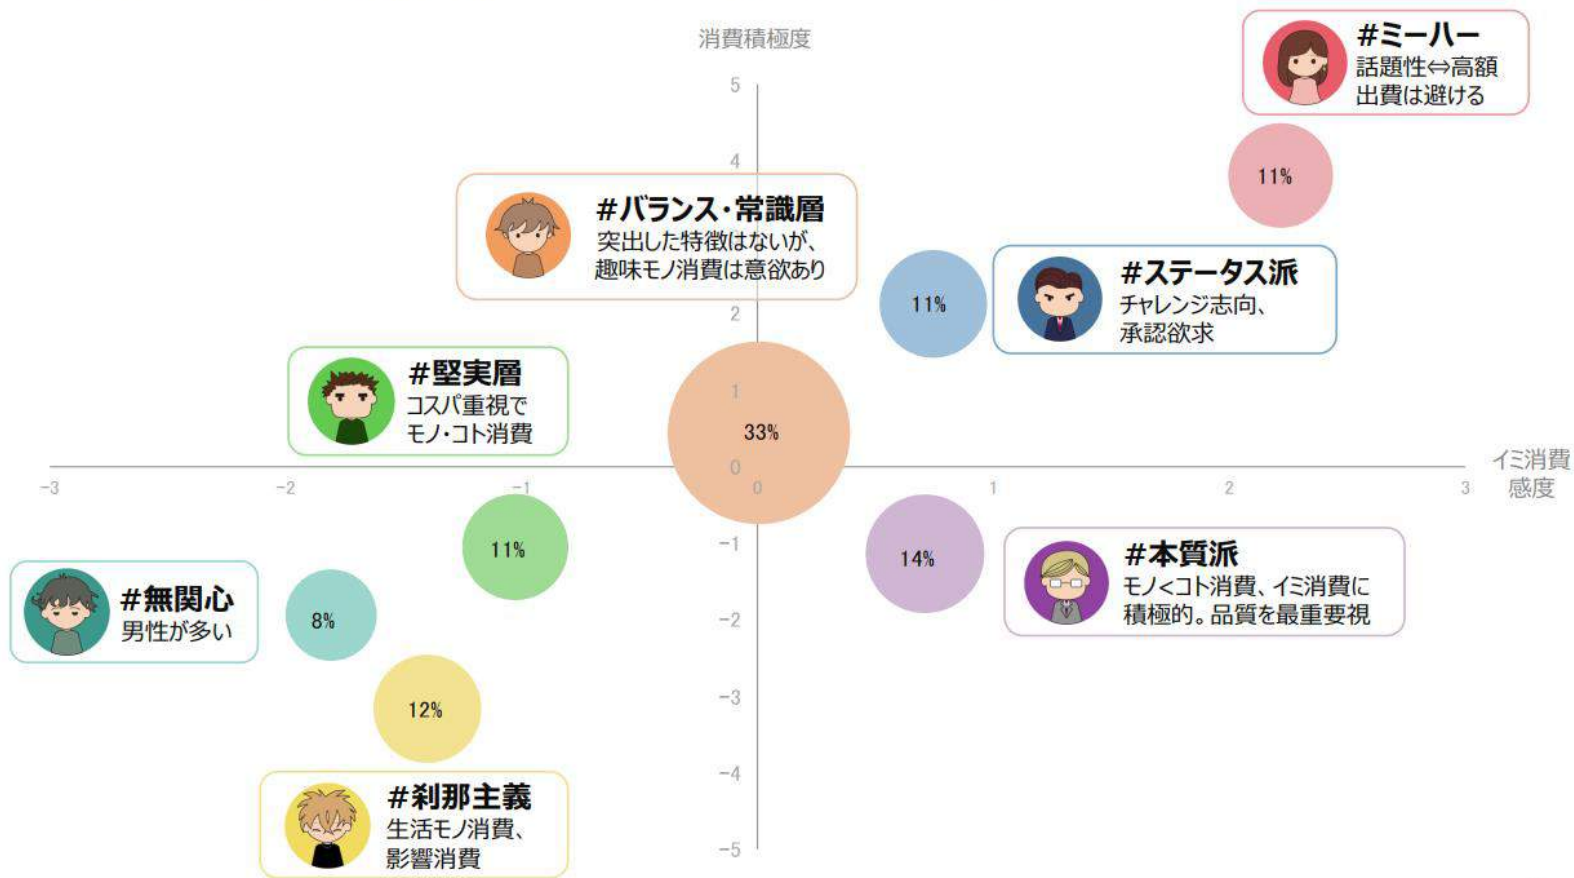 消費積極度
#ミーハー
話題性⇔高額
出費は避ける
5
4
11%
#バランス・常識層
突出した特徴はないが、
趣味モノ消費は意欲あり
#ステータス派
チャレンジ志向、
承認欲求
11%
2
#堅実層
コスパ重視で
モノ・コト消費
1
33%
0
イミ消費
感度
-3
-2
-1
0
1
2
3
-1
11%
14%
#本質派
モノ<コト消費、イミ消費に
積極的。品質を最重要視
#無関心
男性が多い
8%
-2
-3
12%
-4
#刹那主義
生活モノ消費、
影響消費
-5